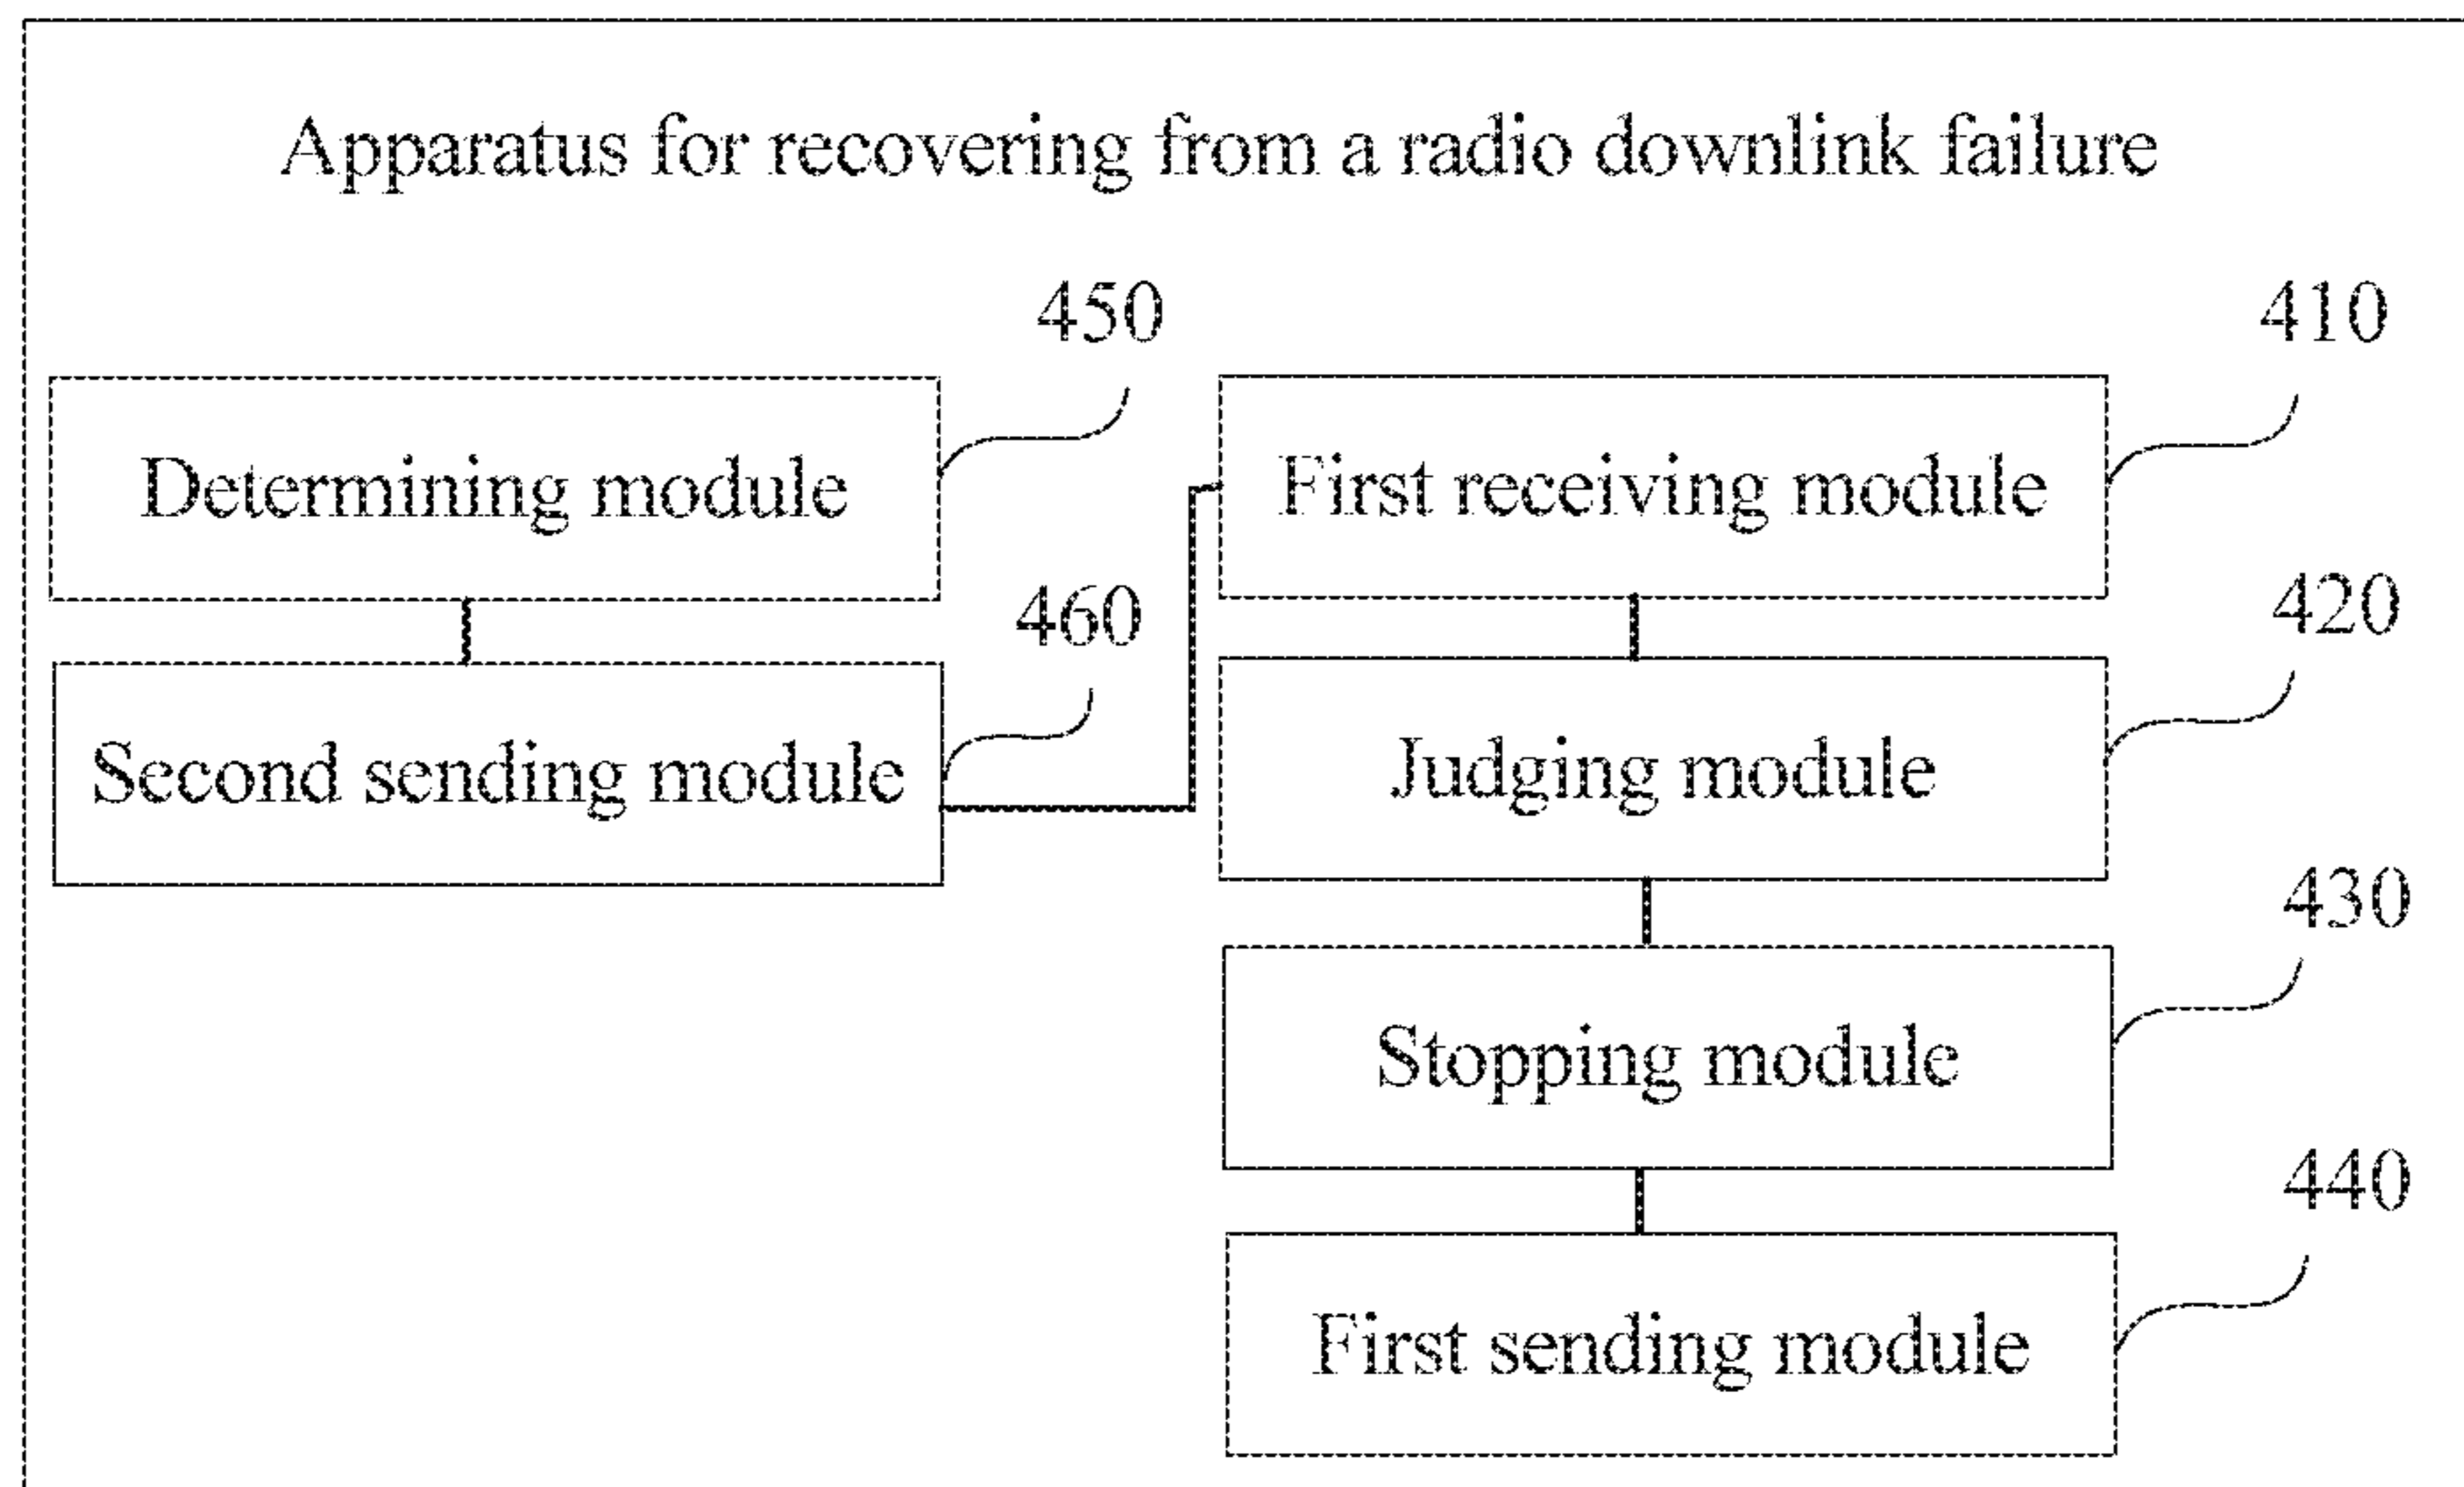 Apparatus for recovering from a radio downlink failure
450
410
Determining module
First receiving module
460
420
Second sending module
Judging module
430
Stopping module
440
First sending module